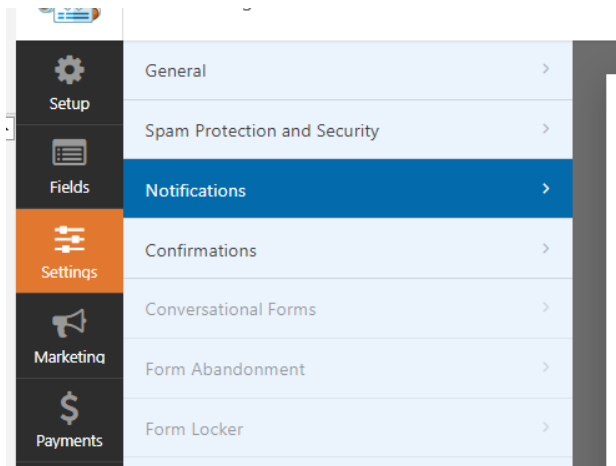 General
Setup
Spam Protection and Security
Fields
Notifications
Confirmations
Settings
Conversational Forms
Marketing
Form Abandonment
Form Locker
Payments